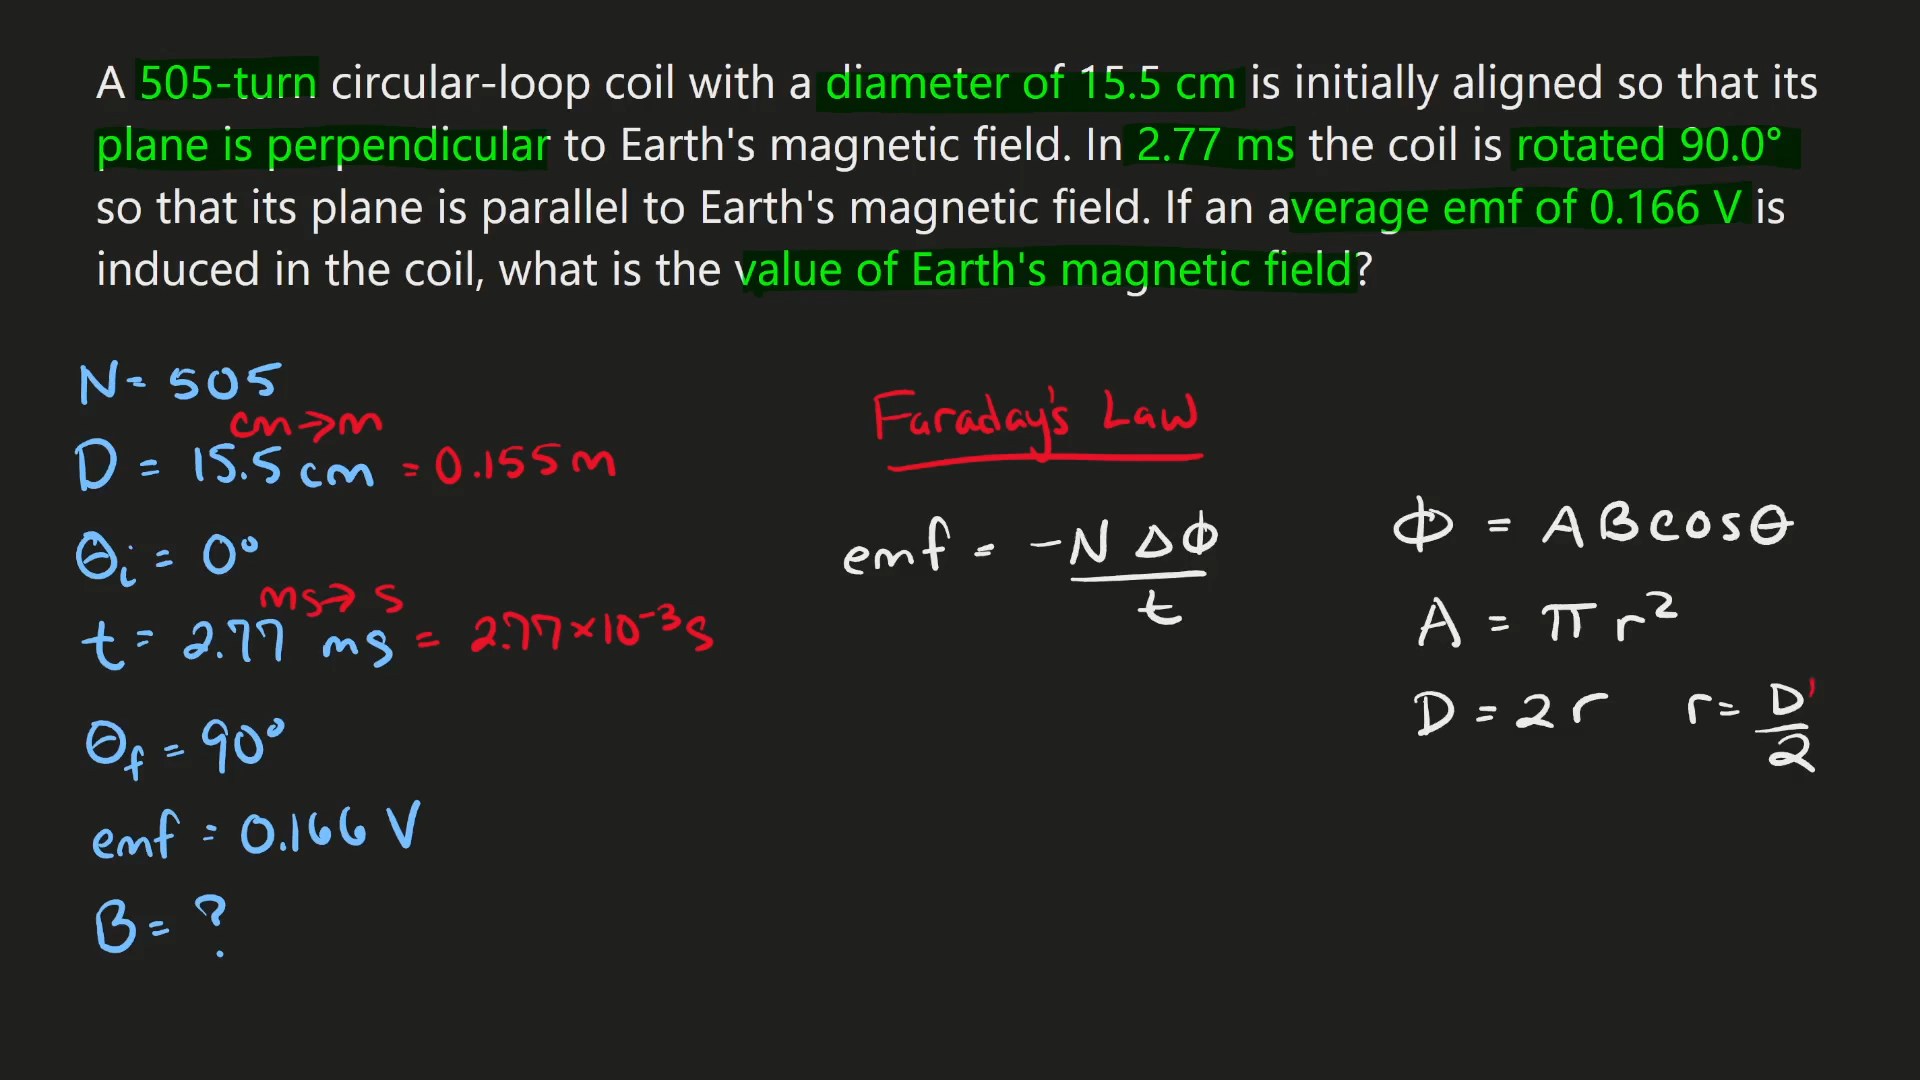 A 505-turn circular-loop coil with a diameter of 15.5 cm is initially aligned so that its
plane is perpendicular to Earth's magnetic field. In 2.77 ms the coil is rotated 90.0°
so that its plane is parallel to Earth's magnetic field. If an average emf of 0.166 V is
induced in the coil, what is the value of Earth's magnetic field?
N = 505
cm → m
D = 15.5 cm = 0.155 m
θi = 0°
ms → s
t = 2.77 ms = 2.77 × 10⁻³ s
θf = 90°
emf = 0.166 V
B = ?
Faraday's Law
emf = -N Δφ
t
φ = A B cos θ
A = π r²
D = 2 r r = D
2